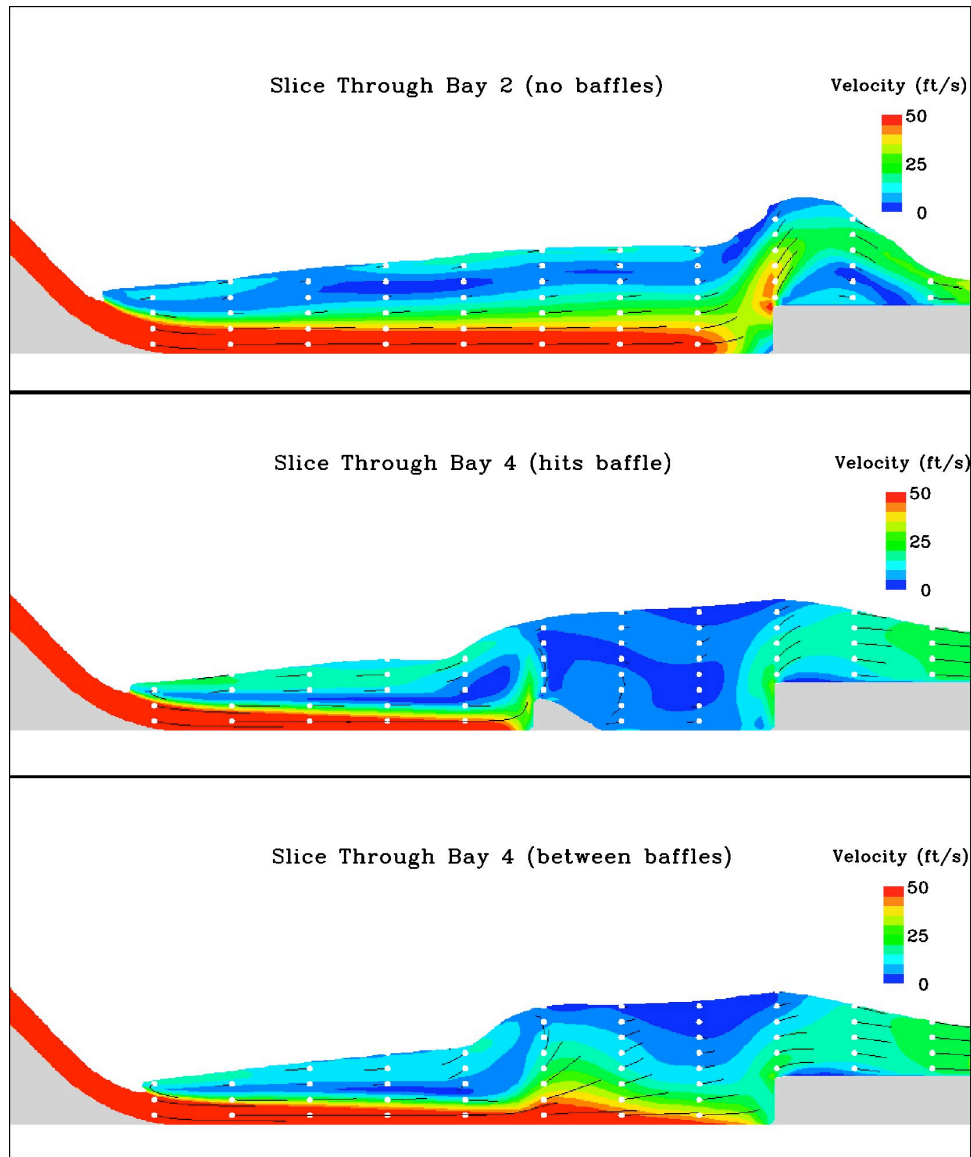 Slice Through Bay 2 (no baffles)
Velocity (ft/s)
50
25
0
Slice Through Bay 4 (hits baffle)
Velocity (ft/s)
50
25
0
Slice Through Bay 4 (between baffles)
Velocity (ft/s)
50
25
0